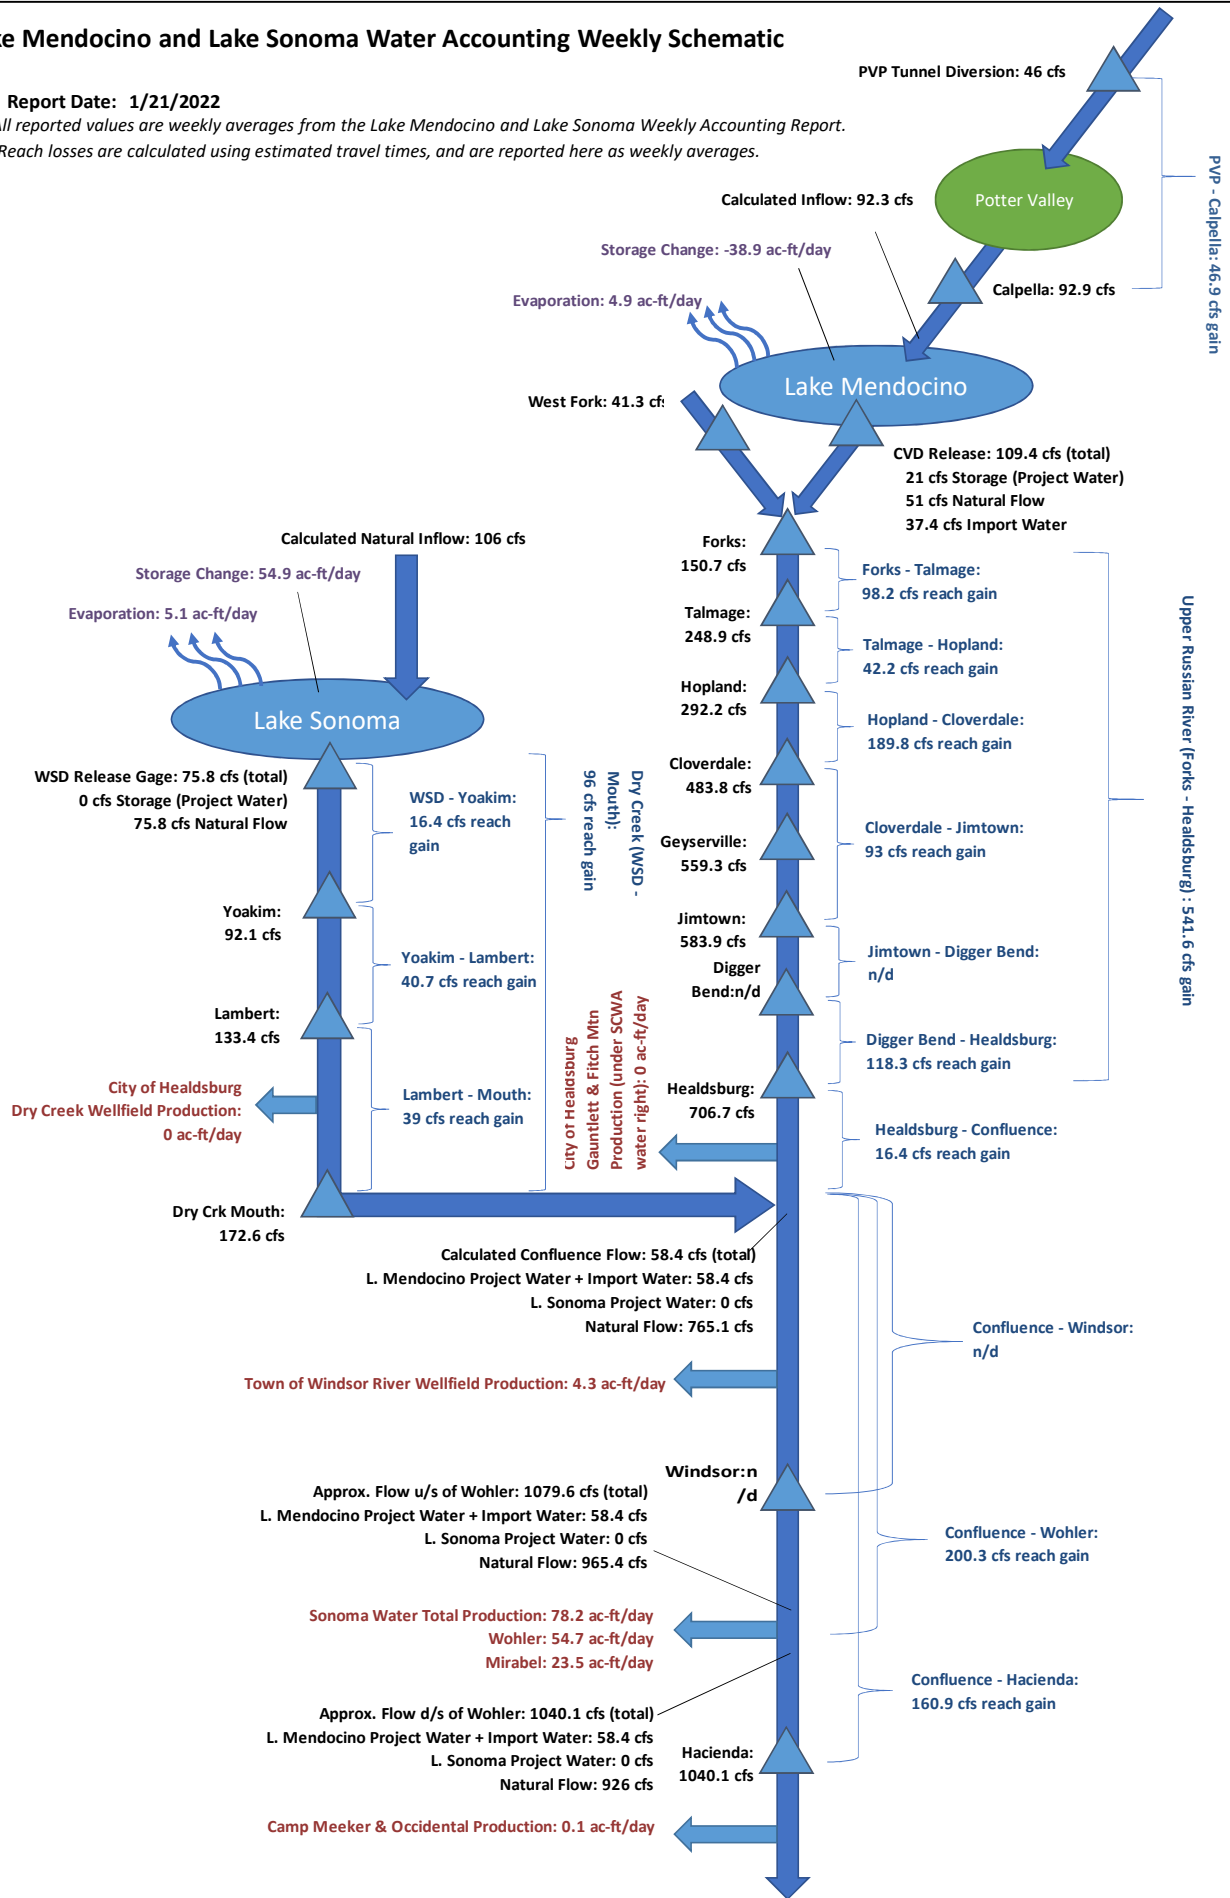 ke Mendocino and Lake Sonoma Water Accounting Weekly Schematic
Report Date: 1/21/2022
All reported values are weekly averages from the Lake Mendocino and Lake Sonoma Weekly Accounting Report.
Reach losses are calculated using estimated travel times, and are reported here as weekly averages.
PVP Tunnel Diversion: 46 cfs
PVP - Calpella: 46.9 cfs gain
Potter Valley
Calculated Inflow: 92.3 cfs
Storage Change: -38.9 ac-ft/day
Calpella: 92.9 cfs
Evaporation: 4.9 ac-ft/day
Lake Mendocino
West Fork: 41.3 cfs
CVD Release: 109.4 cfs (total)
21 cfs Storage (Project Water)
51 cfs Natural Flow
37.4 cfs Import Water
Calculated Natural Inflow: 106 cfs
Storage Change: 54.9 ac-ft/day
Evaporation: 5.1 ac-ft/day
Lake Sonoma
Forks:
150.7 cfs
Forks - Talmage:
98.2 cfs reach gain
Talmage:
248.9 cfs
Talmage - Hopland:
42.2 cfs reach gain
Hopland:
292.2 cfs
Hopland - Cloverdale:
189.8 cfs reach gain
Cloverdale:
483.8 cfs
Cloverdale - Jimtown:
93 cfs reach gain
Geyserville:
559.3 cfs
Jimtown:
583.9 cfs
Jimtown - Digger Bend:
n/d
Digger
Bend:n/d
Digger Bend - Healdsburg:
118.3 cfs reach gain
Healdsburg:
706.7 cfs
Healdsburg - Confluence:
16.4 cfs reach gain
Upper Russian River (Forks - Healdsburg) : 541.6 cfs gain
WSD Release Gage: 75.8 cfs (total)
0 cfs Storage (Project Water)
75.8 cfs Natural Flow
WSD - Yoakim:
16.4 cfs reach
gain
Dry Creek (WSD -
Mouth):
96 cfs reach gain
Yoakim:
92.1 cfs
Yoakim - Lambert:
40.7 cfs reach gain
Lambert:
133.4 cfs
City of Healdsburg
Dry Creek Wellfield Production:
0 ac-ft/day
Lambert - Mouth:
39 cfs reach gain
City of Healdsburg
Gauntlett & Fitch Mtn
Production (under SCWA
water right): 0 ac-ft/day
Dry Crk Mouth:
172.6 cfs
Calculated Confluence Flow: 58.4 cfs (total)
L. Mendocino Project Water + Import Water: 58.4 cfs
L. Sonoma Project Water: 0 cfs
Natural Flow: 765.1 cfs
Confluence - Windsor:
n/d
Town of Windsor River Wellfield Production: 4.3 ac-ft/day
Windsor:n
/d
Approx. Flow u/s of Wohler: 1079.6 cfs (total)
L. Mendocino Project Water + Import Water: 58.4 cfs
L. Sonoma Project Water: 0 cfs
Natural Flow: 965.4 cfs
Confluence - Wohler:
200.3 cfs reach gain
Sonoma Water Total Production: 78.2 ac-ft/day
Wohler: 54.7 ac-ft/day
Mirabel: 23.5 ac-ft/day
Confluence - Hacienda:
160.9 cfs reach gain
Approx. Flow d/s of Wohler: 1040.1 cfs (total)
L. Mendocino Project Water + Import Water: 58.4 cfs
L. Sonoma Project Water: 0 cfs
Natural Flow: 926 cfs
Hacienda:
1040.1 cfs
Camp Meeker & Occidental Production: 0.1 ac-ft/day